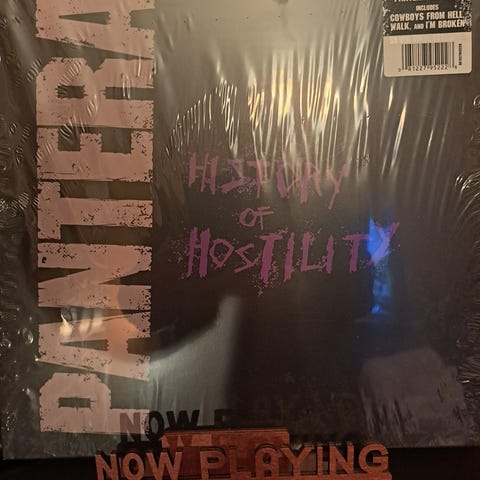 PANTERA
INCLUDES
COWBOYS FROM HELL,
WALK, AND I'M BROKEN
HISTORY
OF
HOSTILITY
NOW PLAYING